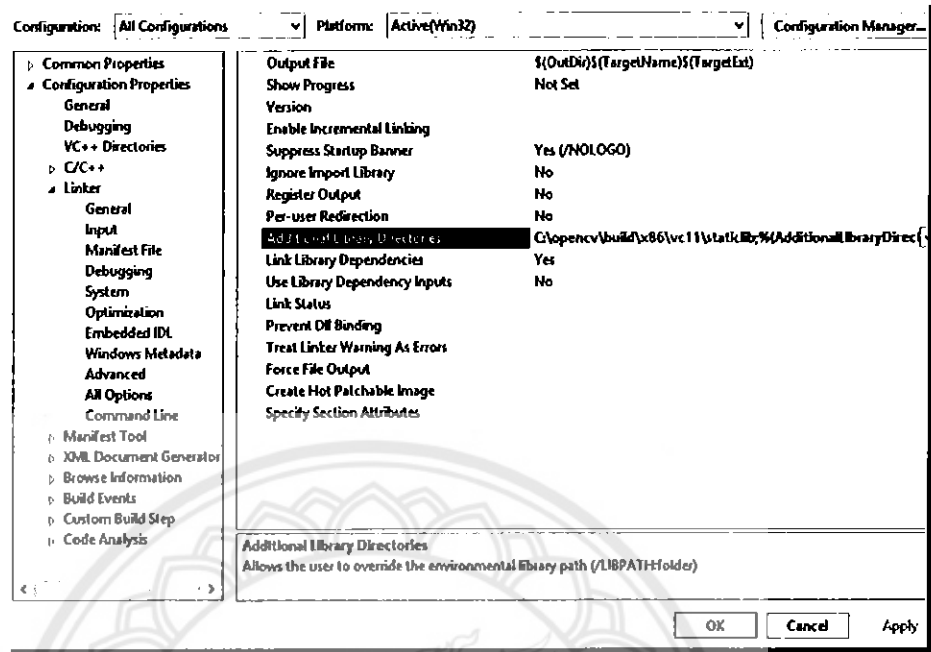 Configuration: All Configurations Platform: Active(Win32) Configuration Manager...
Common Properties
Configuration Properties
General
Debugging
VC++ Directories
C/C++
Linker
General
Input
Manifest File
Debugging
System
Optimization
Embedded IDL
Windows Metadata
Advanced
All Options
Command Line
Manifest Tool
XML Document Generator
Browse Information
Build Events
Custom Build Step
Code Analysis
Output File $(OutDir)$(TargetName)$(TargetExt)
Show Progress Not Set
Version
Enable Incremental Linking
Suppress Startup Banner Yes (/NOLOGO)
Ignore Import Library No
Register Output No
Per-user Redirection No
Additional Library Directories C:\opencv\build\x86\vc11\staticlib;%(AdditionalLibraryDirec
Link Library Dependencies Yes
Use Library Dependency Inputs No
Link Status
Prevent Dll Binding
Treat Linker Warning As Errors
Force File Output
Create Hot Patchable Image
Specify Section Attributes
Additional Library Directories
Allows the user to override the environmental library path (/LIBPATH:folder)
OK Cancel Apply